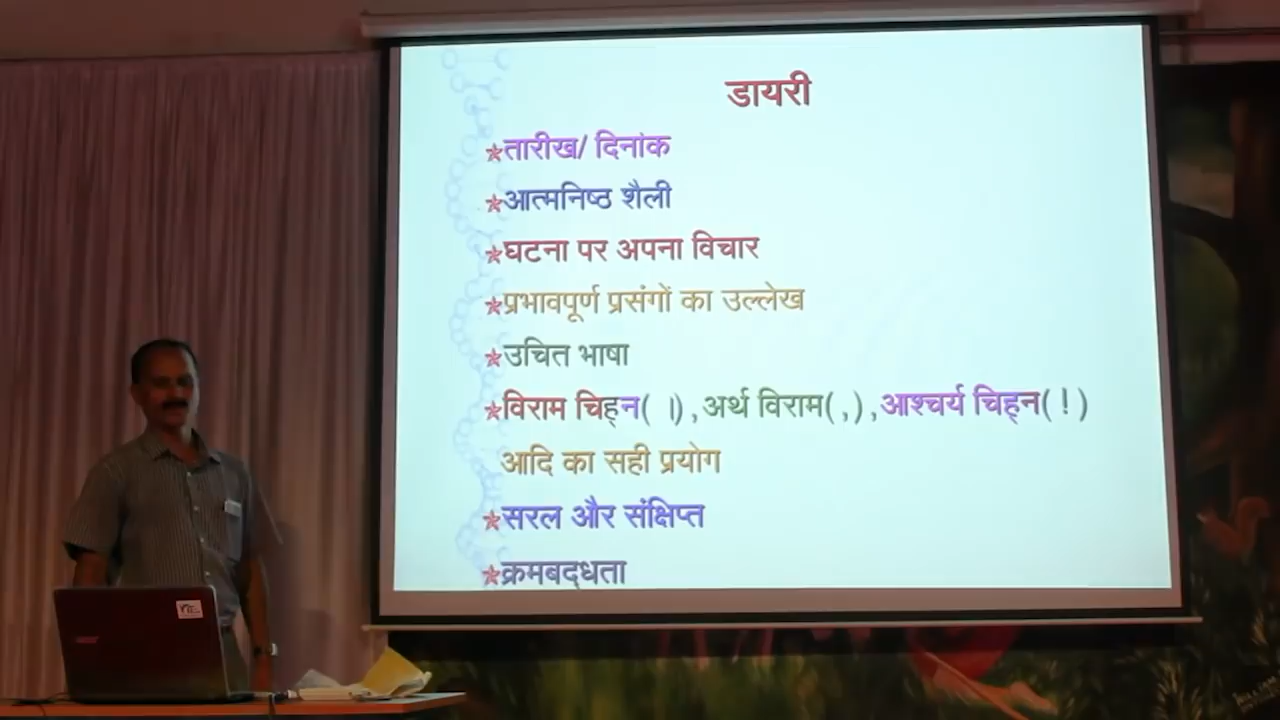 डायरी
*तारीख/ दिनांक
*आत्मनिष्ठ शैली
*घटना पर अपना विचार
*प्रभावपूर्ण प्रसंगों का उल्लेख
*उचित भाषा
*विराम चिह्न( ।),अर्थ विराम(,),आश्चर्य चिह्न(!)
आदि का सही प्रयोग
*सरल और संक्षिप्त
*क्रमबद्धता